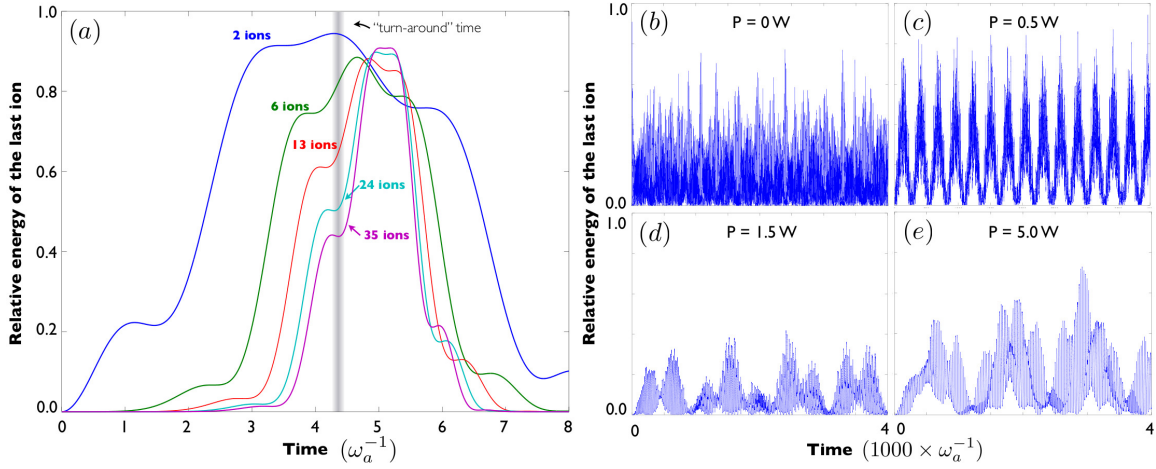 (a)
"turn-around" time
2 ions
6 ions
13 ions
24 ions
35 ions
Relative energy of the last ion
1.0
0.8
0.6
0.4
0.2
0.0
0 1 2 3 4 5 6 7 8
Time (ω_a^{-1})
(b) P = 0 W
(c) P = 0.5 W
(d) P = 1.5 W
(e) P = 5.0 W
Relative energy of the last ion
1.0
0.0
1.0
0.0
0 4 0 4
Time (1000 × ω_a^{-1})